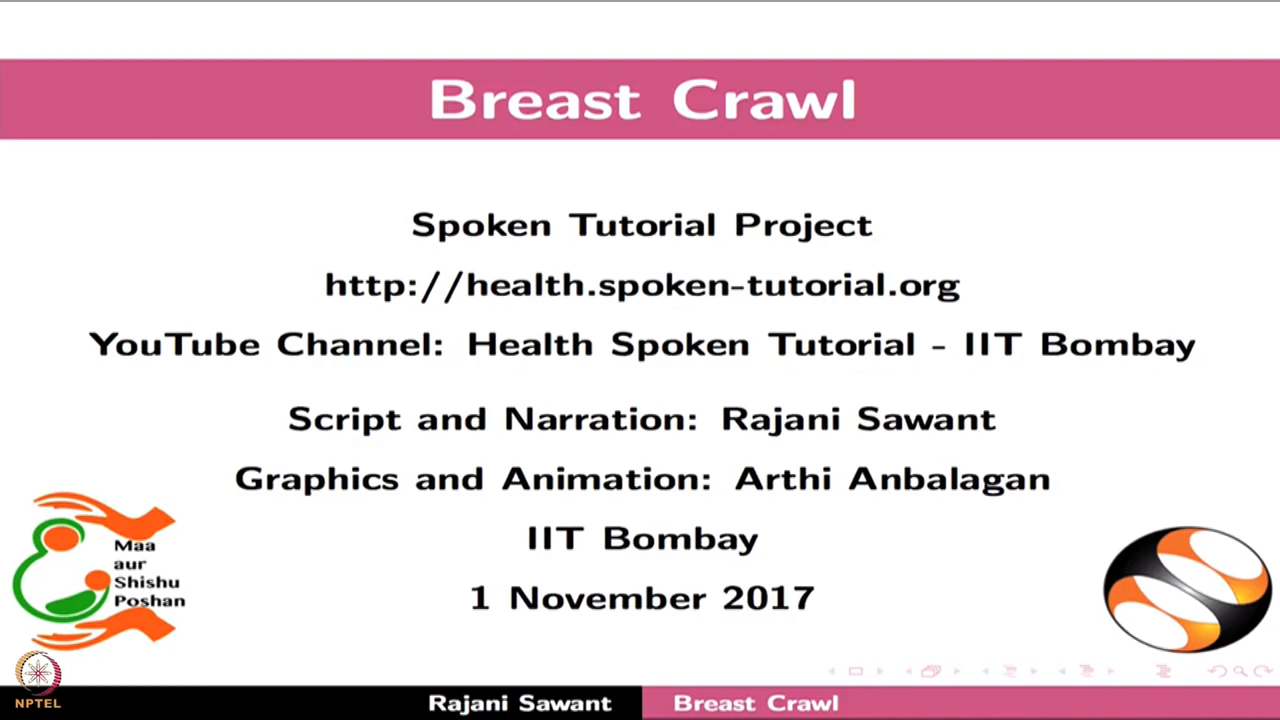 Breast Crawl
Spoken Tutorial Project
http://health.spoken-tutorial.org
YouTube Channel: Health Spoken Tutorial - IIT Bombay
Script and Narration: Rajani Sawant
Graphics and Animation: Arthi Anbalagan
IIT Bombay
1 November 2017
Maa
aur
Shishu
Poshan
NPTEL
Rajani Sawant
Breast Crawl